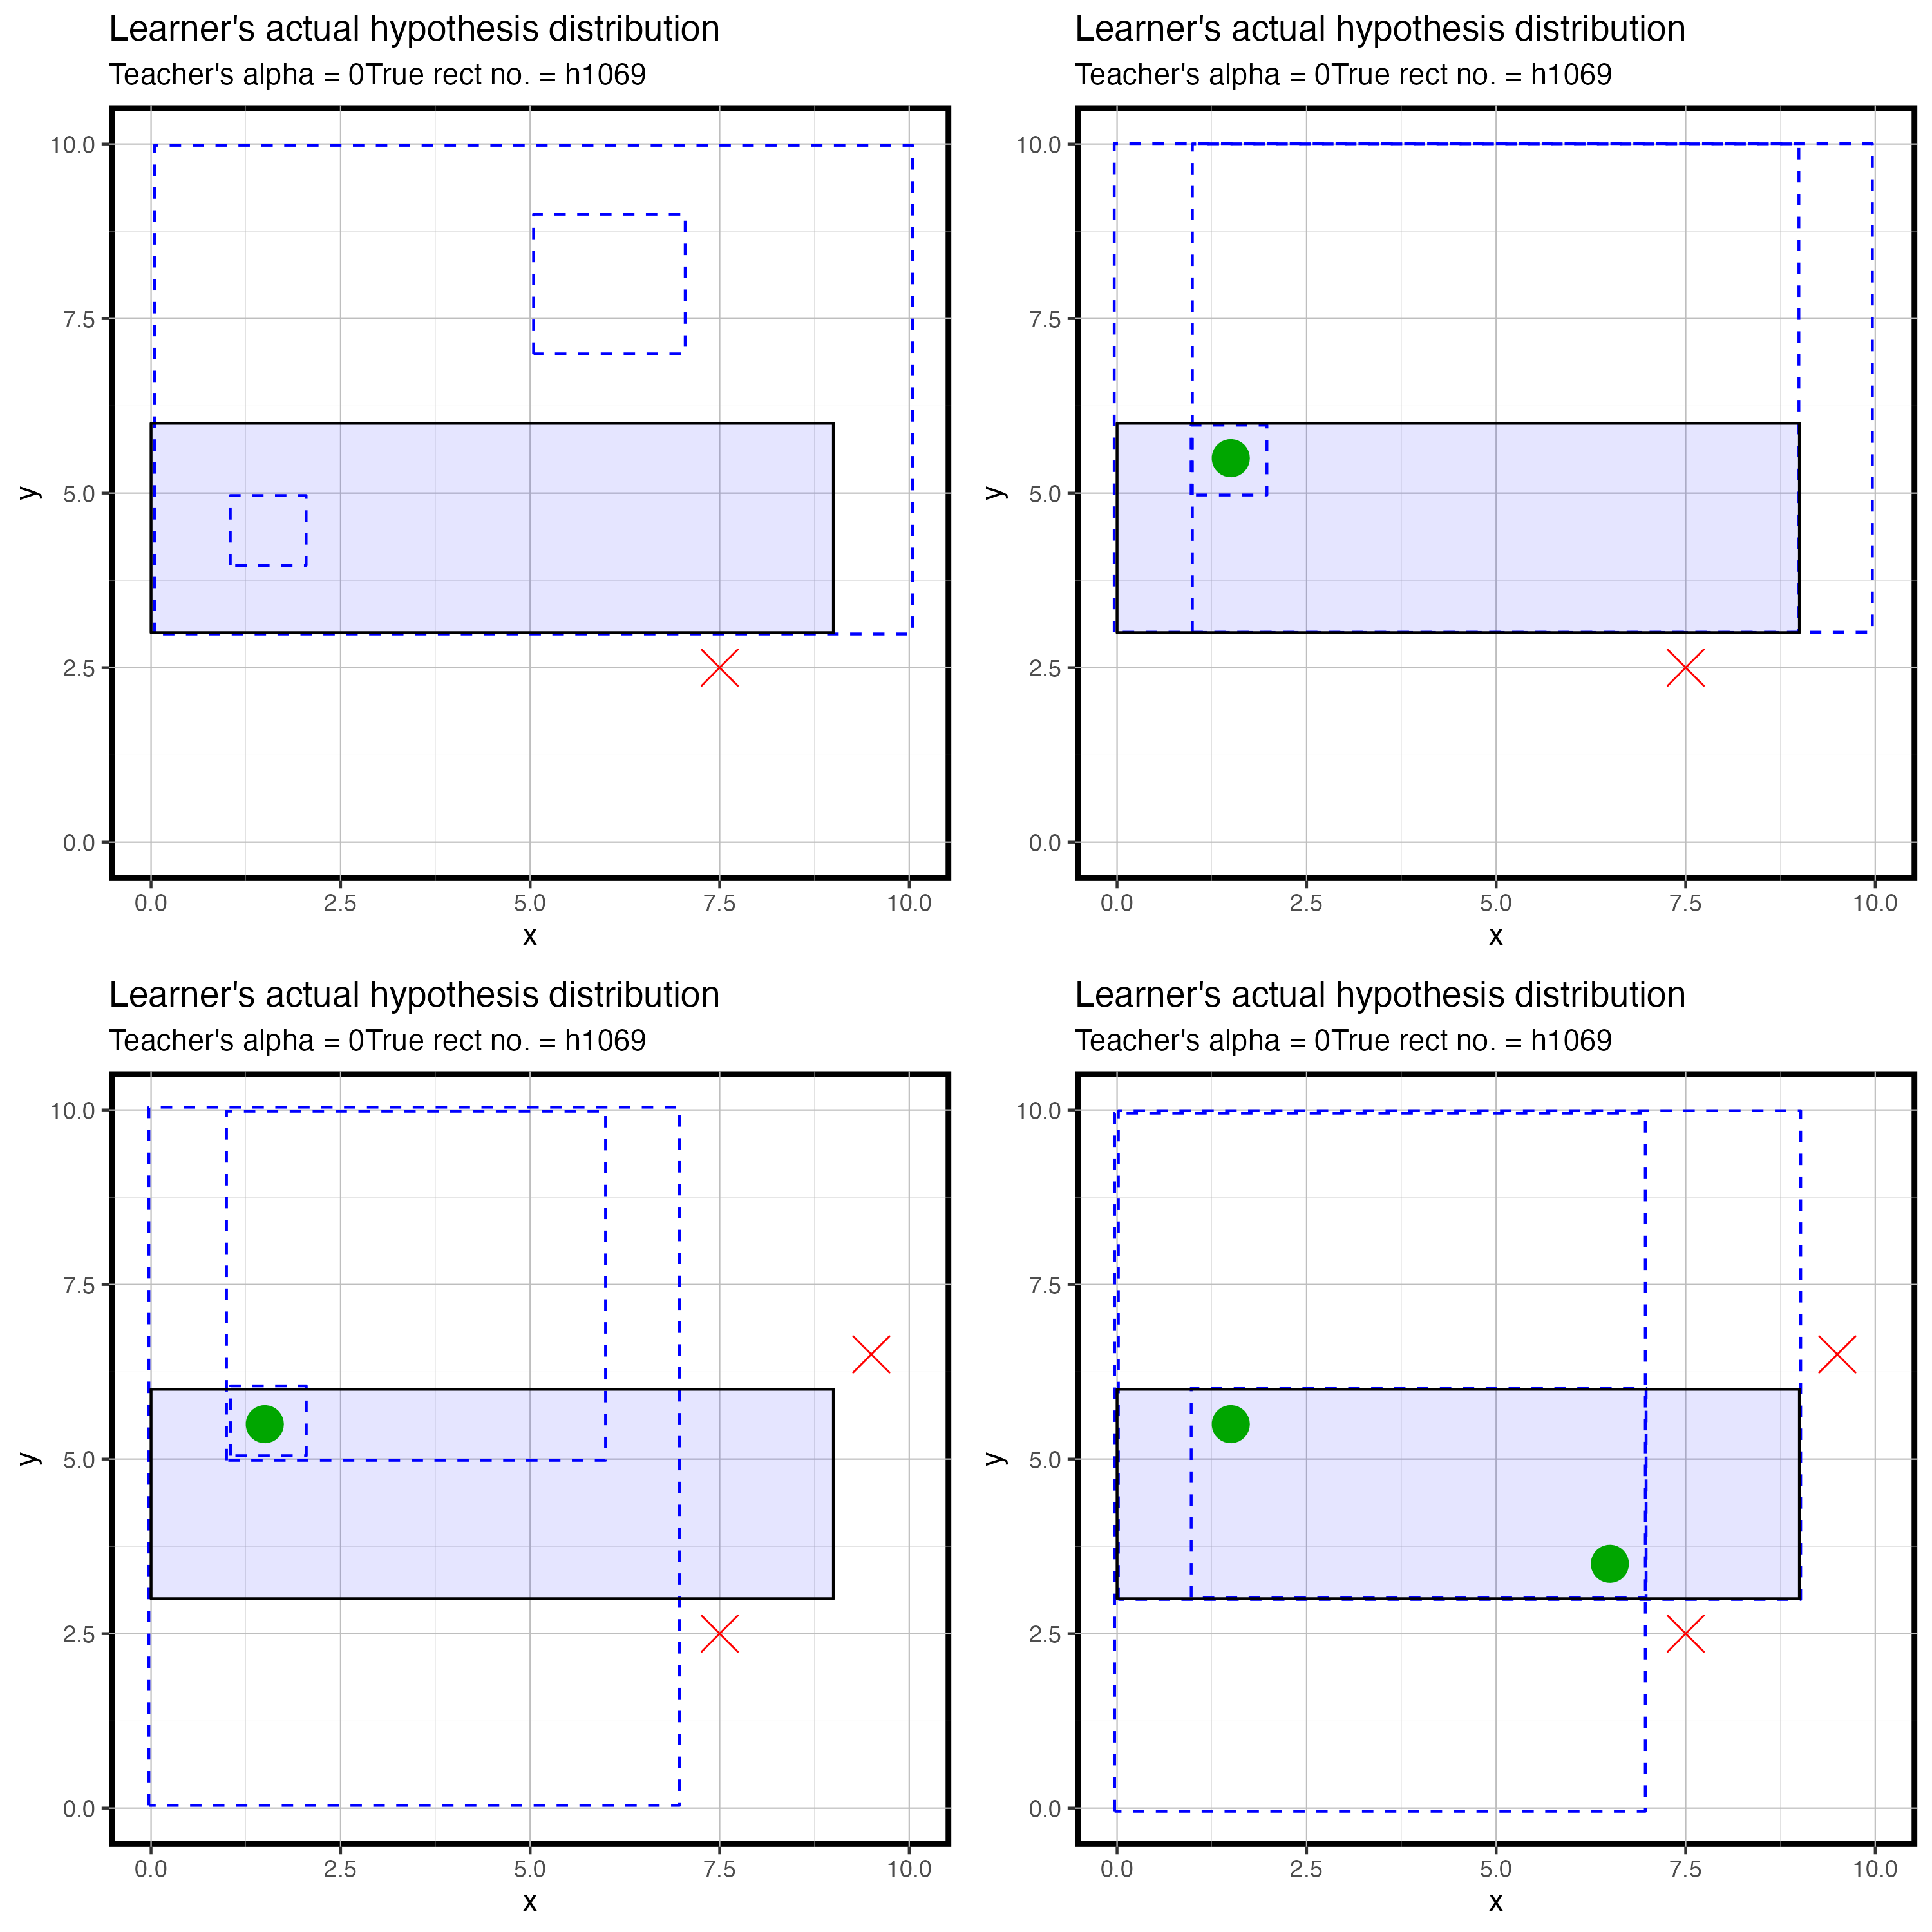 Learner's actual hypothesis distribution
Teacher's alpha = 0True rect no. = h1069
10.0
7.5
5.0
2.5
0.0
y
0.0 2.5 5.0 7.5 10.0
x
Learner's actual hypothesis distribution
Teacher's alpha = 0True rect no. = h1069
10.0
7.5
5.0
2.5
0.0
y
0.0 2.5 5.0 7.5 10.0
x
Learner's actual hypothesis distribution
Teacher's alpha = 0True rect no. = h1069
10.0
7.5
5.0
2.5
0.0
y
0.0 2.5 5.0 7.5 10.0
x
Learner's actual hypothesis distribution
Teacher's alpha = 0True rect no. = h1069
10.0
7.5
5.0
2.5
0.0
y
0.0 2.5 5.0 7.5 10.0
x